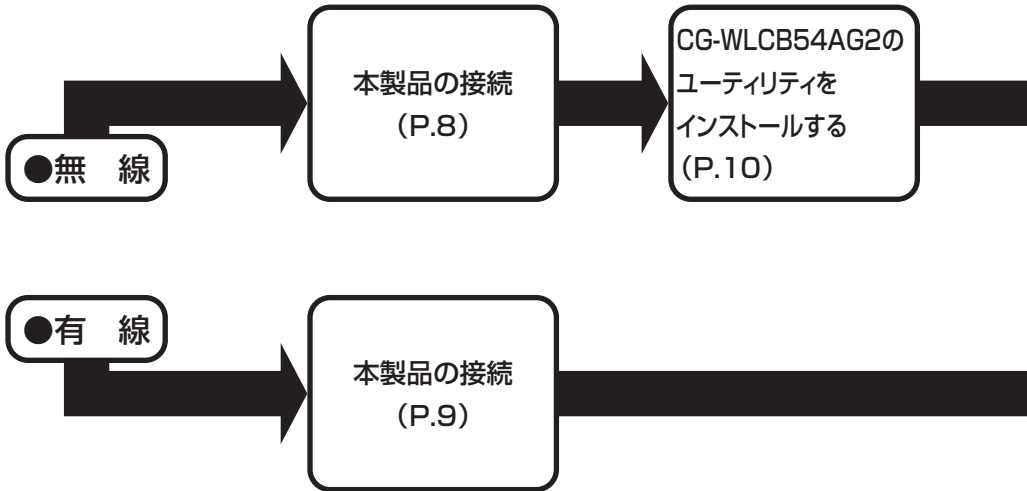 本製品の接続
（P.8）
CG-WLCB54AG2の
ユーティリティを
インストールする
（P.10）
●無　線
●有　線
本製品の接続
（P.9）